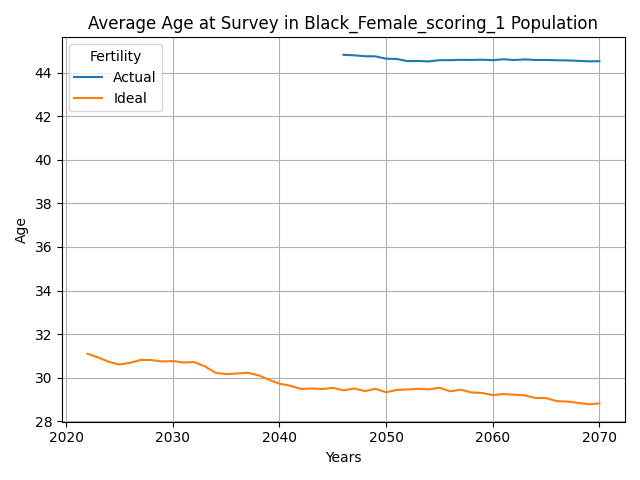 Average Age at Survey in Black_Female_scoring_1 Population
Fertility
Actual
Ideal
Age
44
42
40
38
36
34
32
30
28
2020 2030 2040 2050 2060 2070
Years